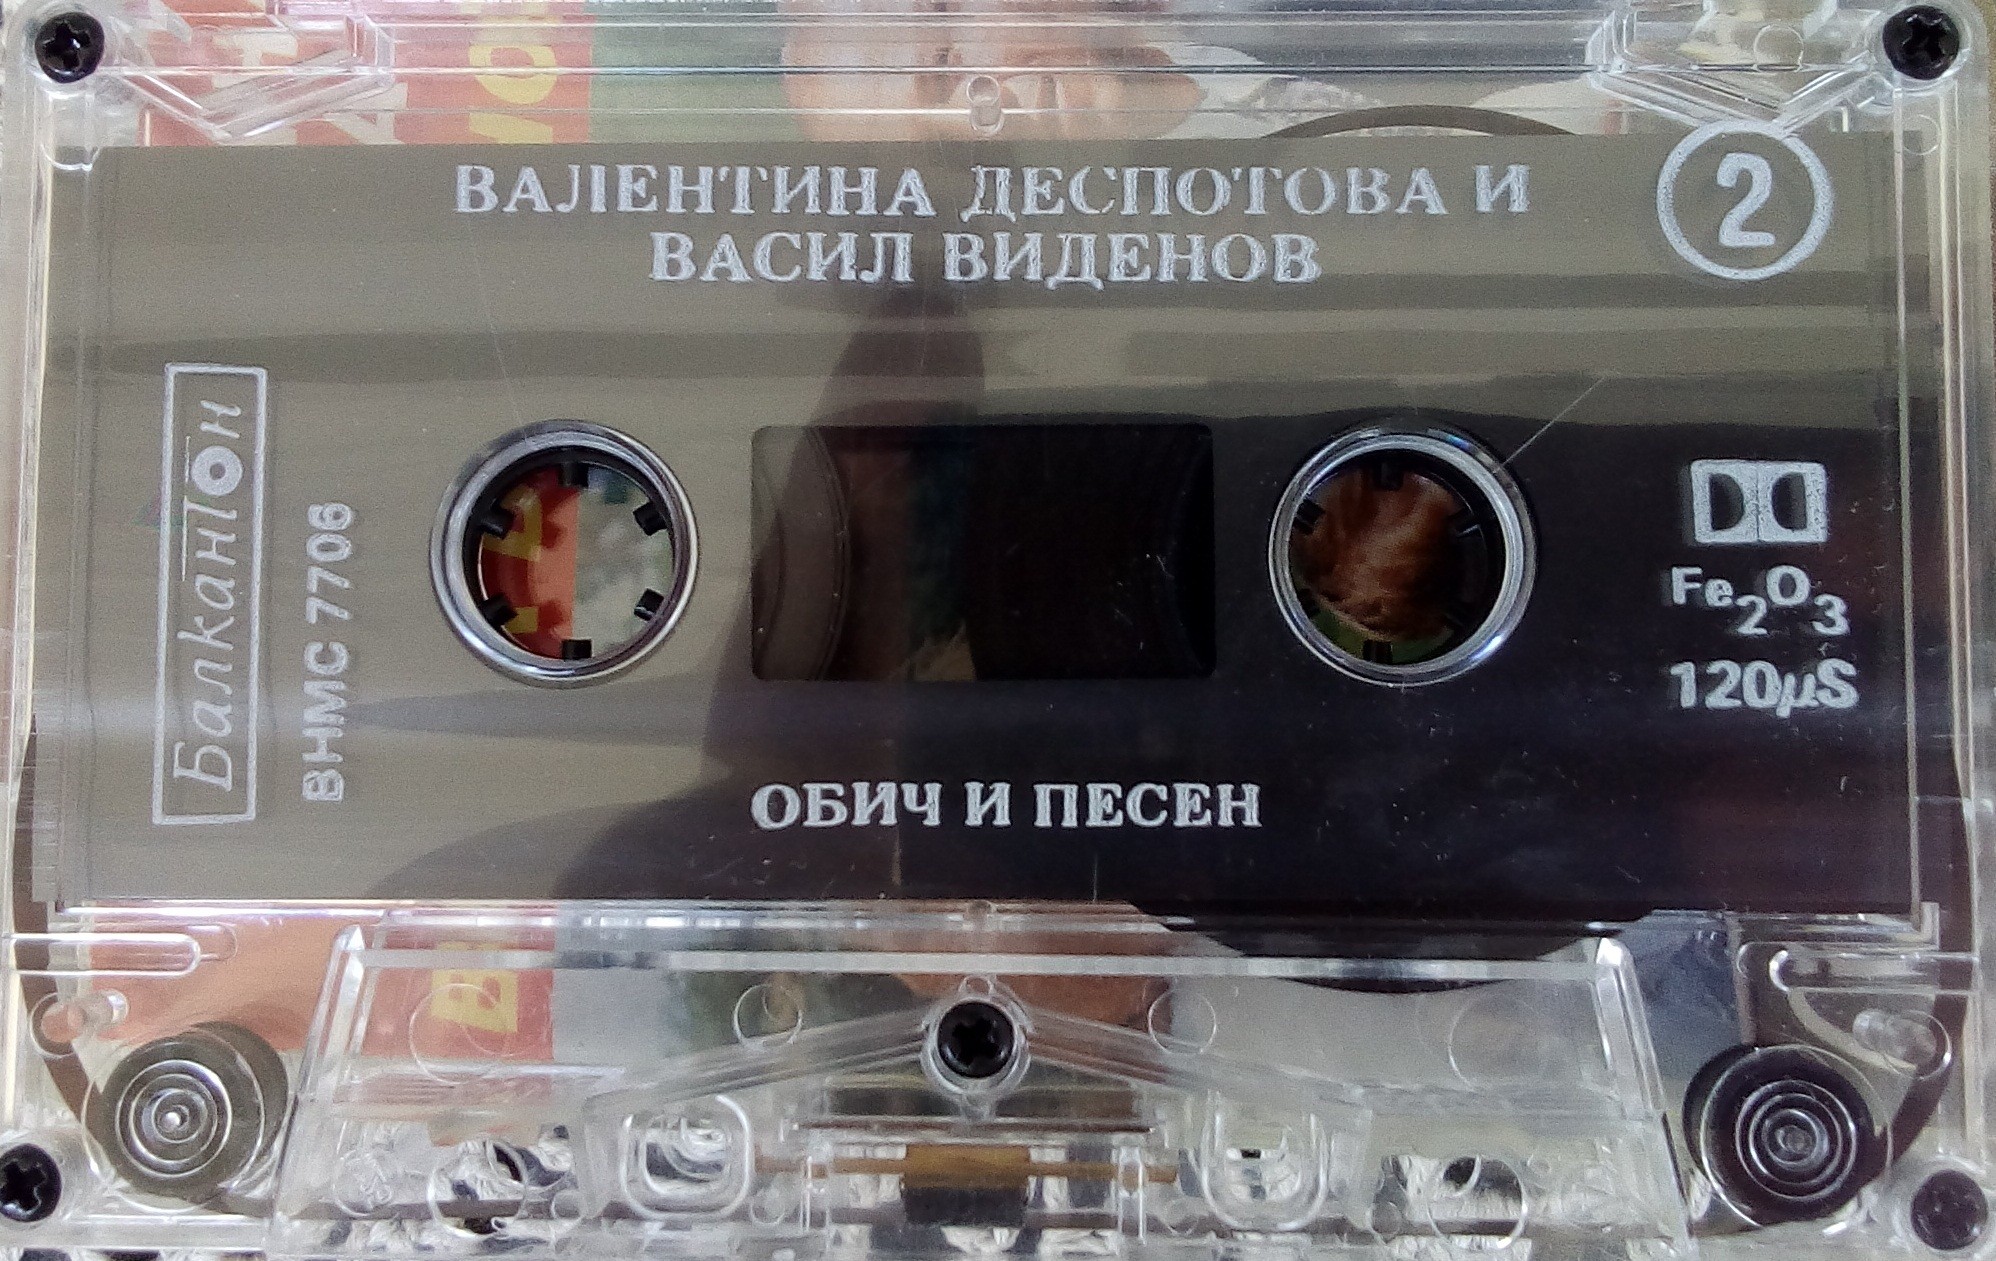 ВАЛЕНТИНА ДЕСПОТОВА И
ВАСИЛ ВИДЕНОВ
2
Балкантон
ВНМС 7706
Fe2O3
120µS
ОБИЧ И ПЕСЕН